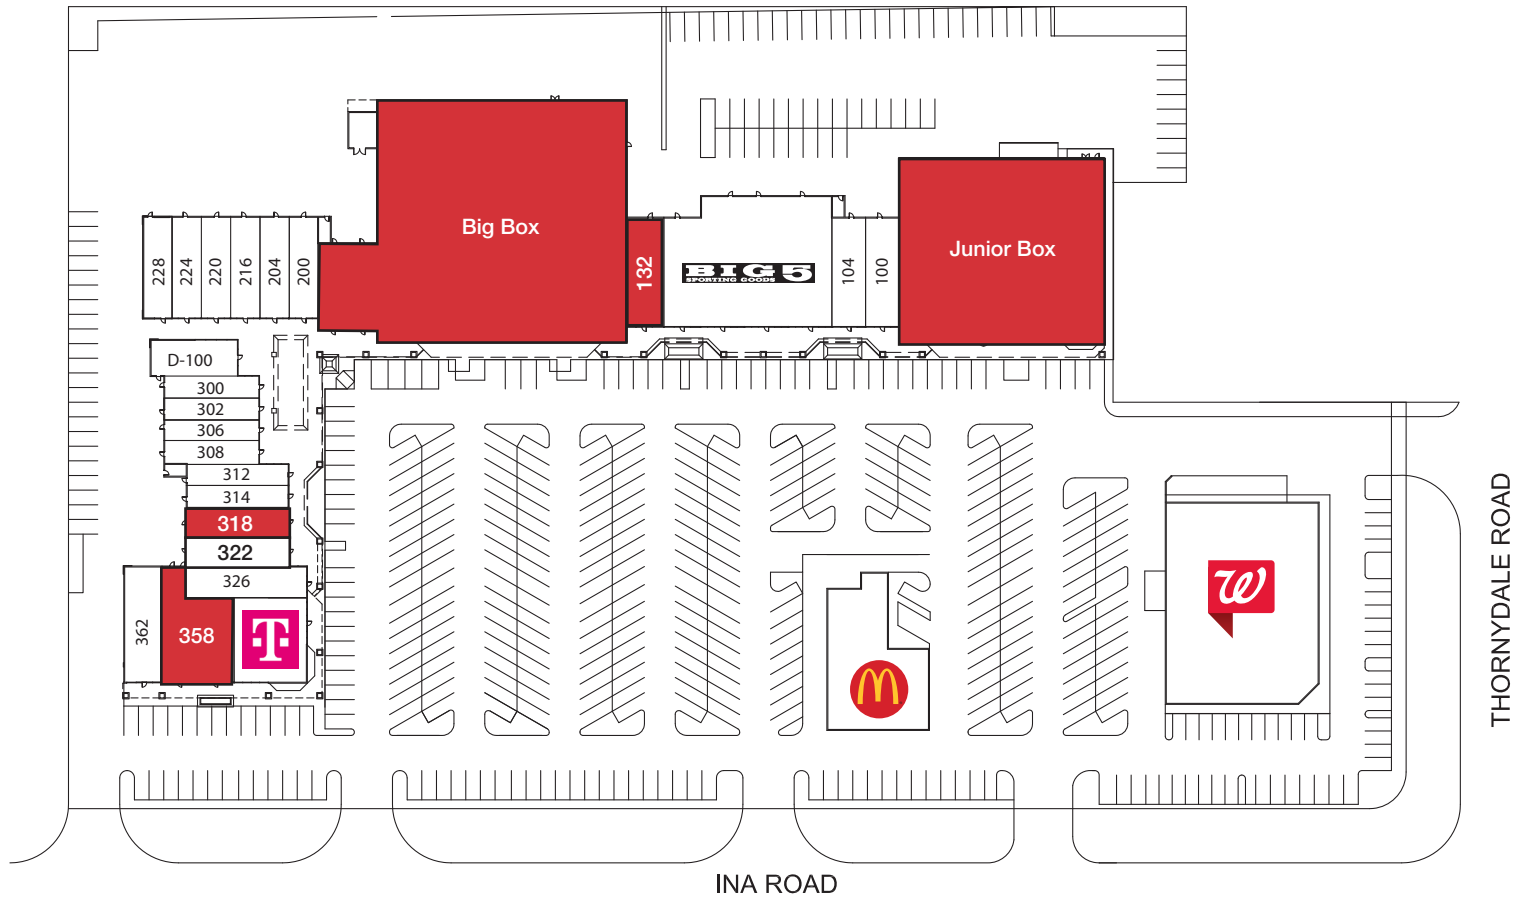 Big Box
Junior Box
132
BIG 5
SPORTING GOODS
104
100
228
224
220
216
204
200
D-100
300
302
306
308
312
314
318
322
326
362
358
T
W
M
THORNYDALE ROAD
INA ROAD